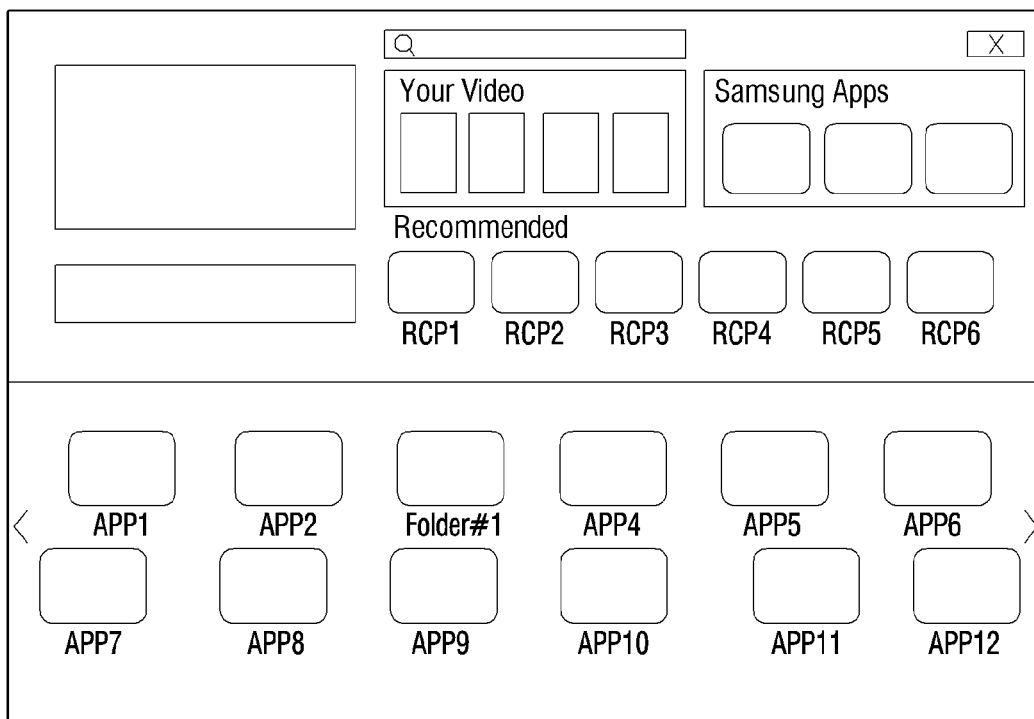 X
Your Video
Samsung Apps
Recommended
RCP1 RCP2 RCP3 RCP4 RCP5 RCP6
APP1 APP2 Folder#1 APP4 APP5 APP6
APP7 APP8 APP9 APP10 APP11 APP12